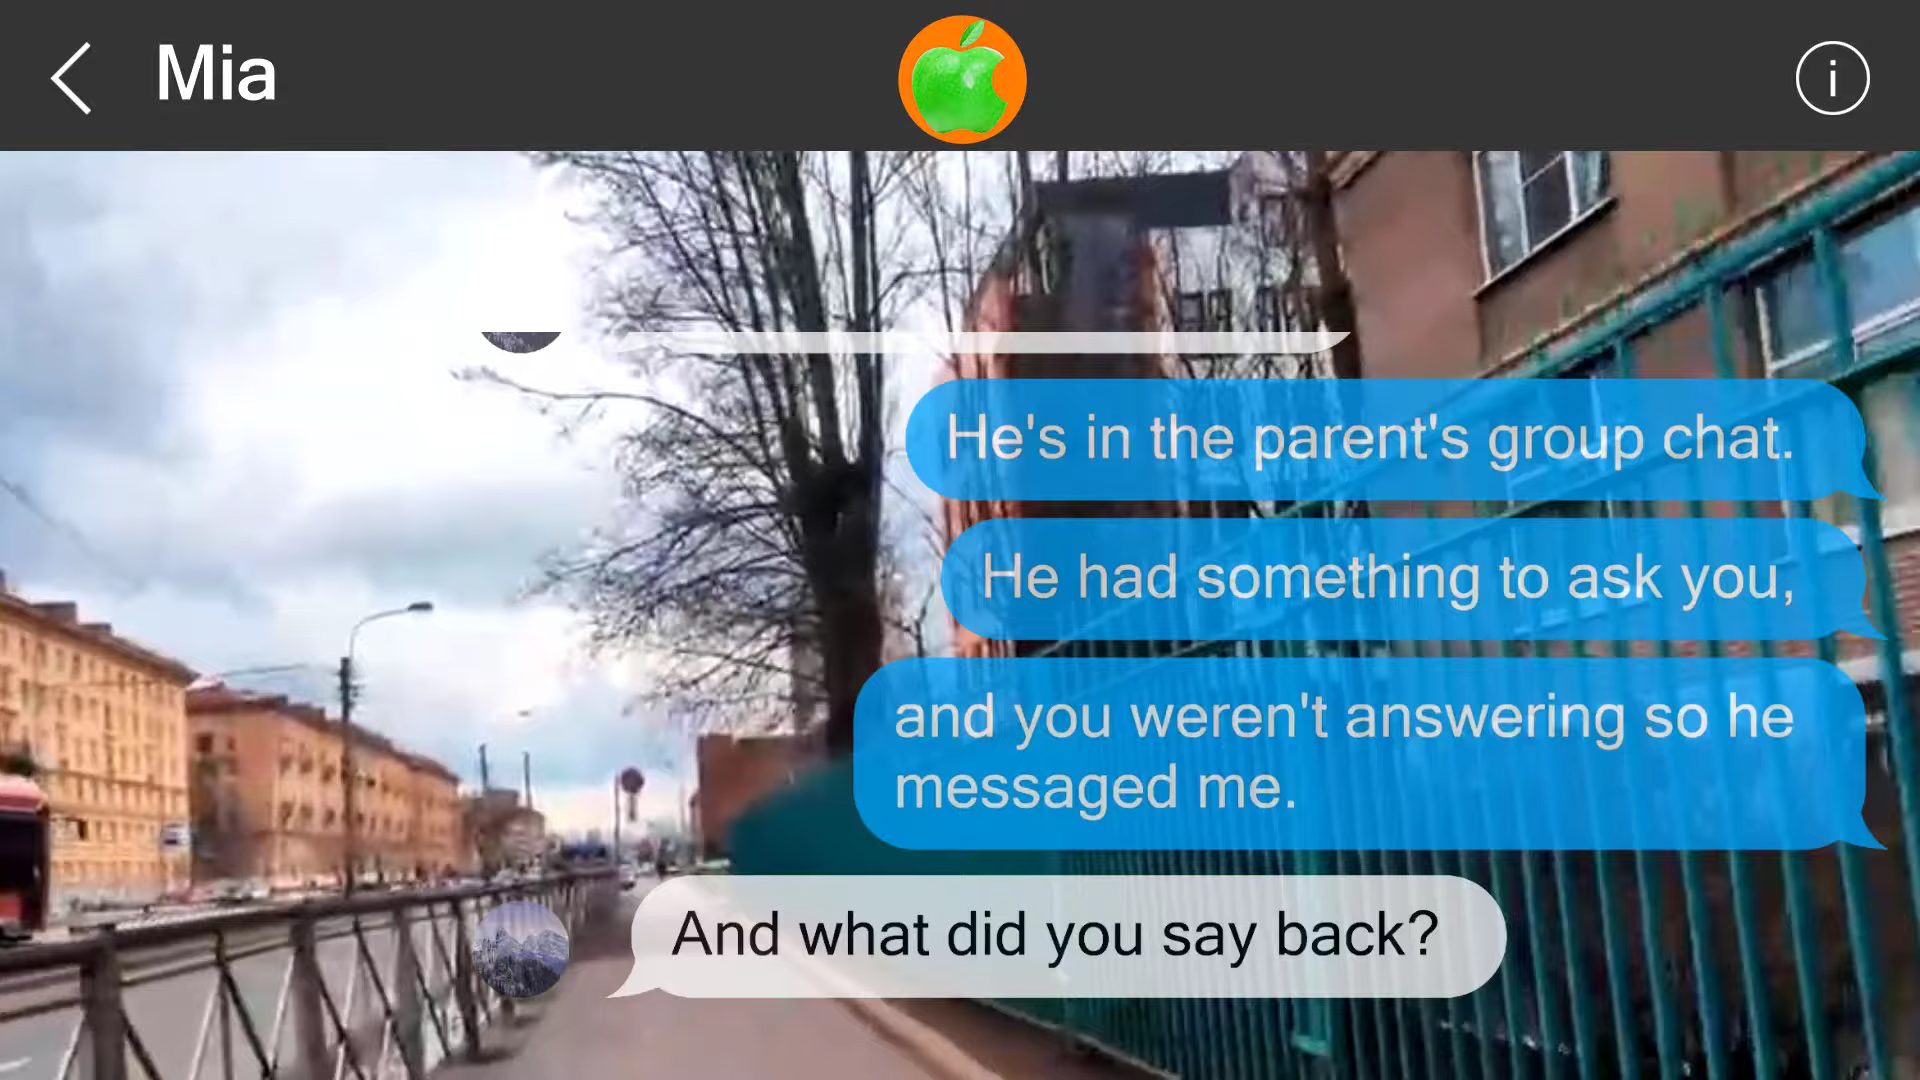 Mia
He's in the parent's group chat.
He had something to ask you,
and you weren't answering so he
messaged me.
And what did you say back?